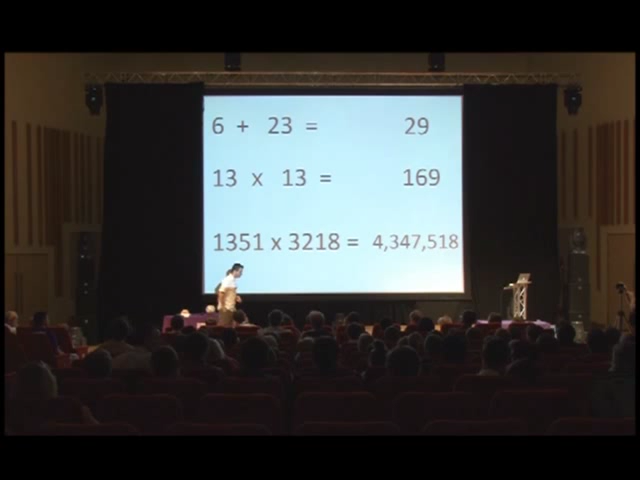 6 + 23 = 29
13 x 13 = 169
1351 x 3218 = 4,347,518